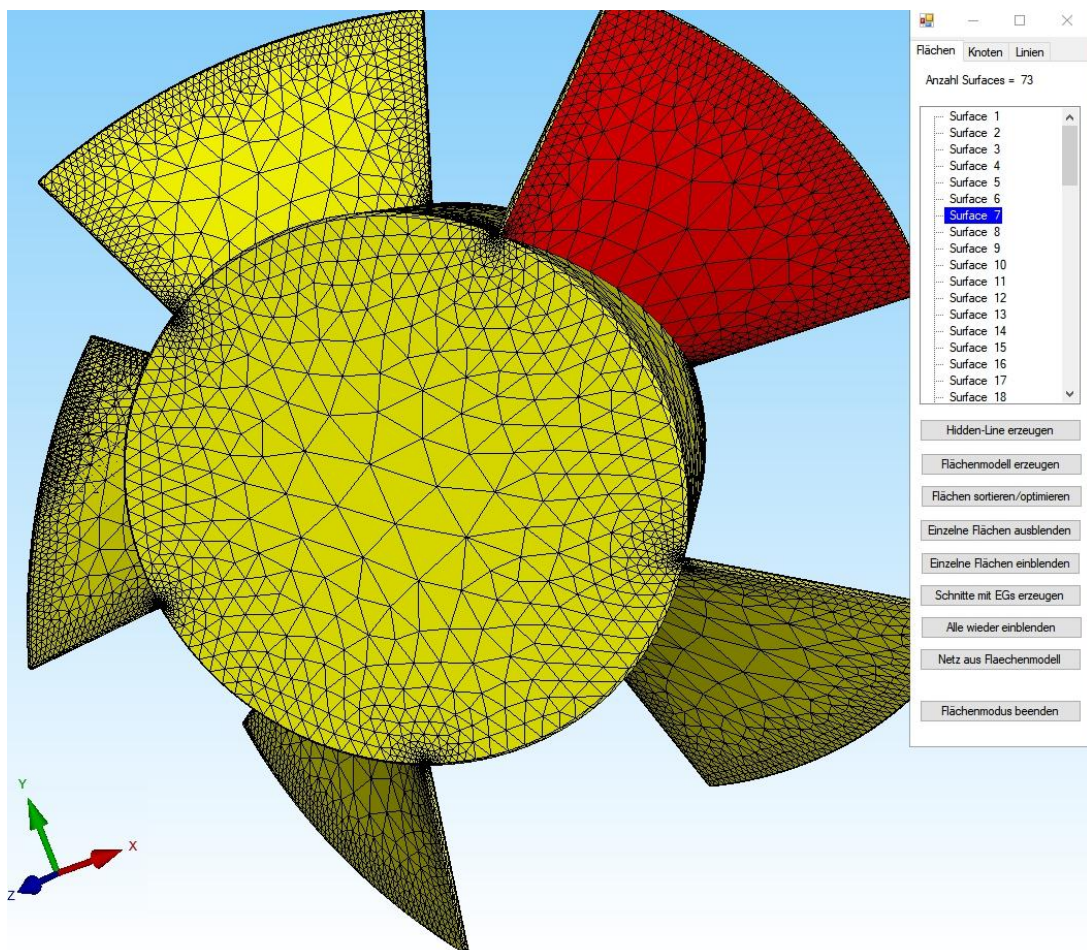 Flächen Knoten Linien
Anzahl Surfaces = 73
Surface 1
Surface 2
Surface 3
Surface 4
Surface 5
Surface 6
Surface 7
Surface 8
Surface 9
Surface 10
Surface 11
Surface 12
Surface 13
Surface 14
Surface 15
Surface 16
Surface 17
Surface 18
Hidden-Line erzeugen
Flächenmodell erzeugen
Flächen sortieren/optimieren
Einzelne Flächen ausblenden
Einzelne Flächen einblenden
Schnitte mit EGs erzeugen
Alle wieder einblenden
Netz aus Flaechenmodell
Flächenmodus beenden
Y
X
Z